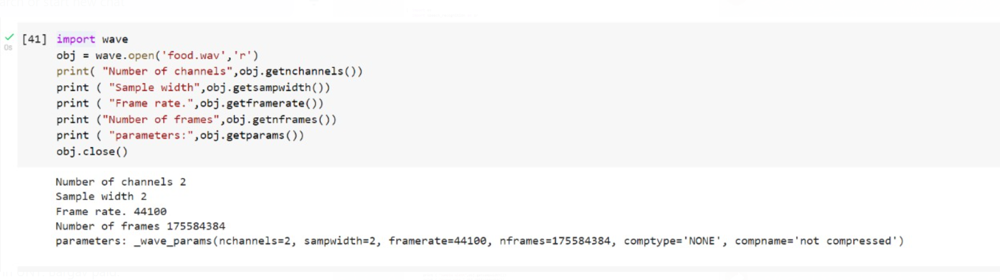 [41] import wave
obj = wave.open('food.wav','r')
0s
print( "Number of channels",obj.getnchannels())
print ( "Sample width",obj.getsampwidth())
print ( "Frame rate.",obj.getframerate())
print ("Number of frames",obj.getnframes())
print ( "parameters:",obj.getparams())
obj.close()
Number of channels 2
Sample width 2
Frame rate. 44100
Number of frames 175584384
parameters: _wave_params(nchannels=2, sampwidth=2, framerate=44100, nframes=175584384, comptype='NONE', compname='not compressed')